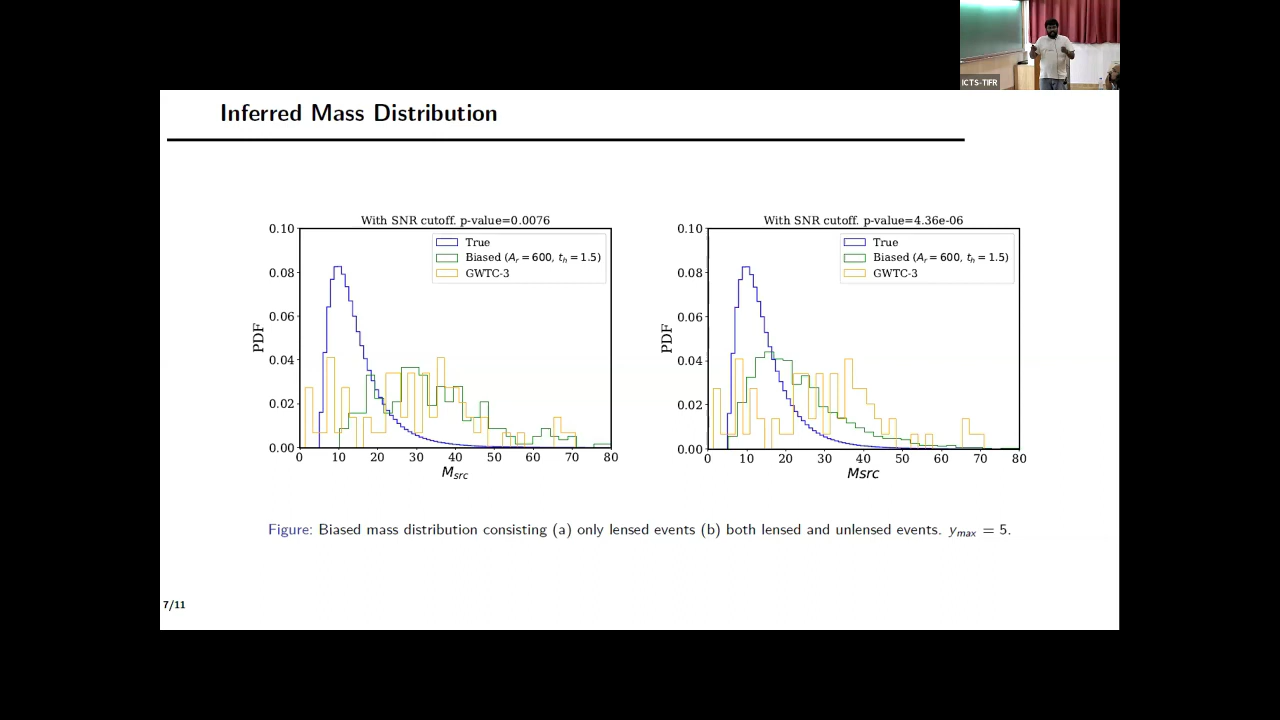 ICTS-TIFR
Inferred Mass Distribution
With SNR cutoff. p-value=0.0076
True
Biased (A_r = 600, t_h = 1.5)
GWTC-3
PDF
0.10
0.08
0.06
0.04
0.02
0.00
0 10 20 30 40 50 60 70 80
M_src
With SNR cutoff. p-value=4.36e-06
True
Biased (A_r = 600, t_h = 1.5)
GWTC-3
PDF
0.10
0.08
0.06
0.04
0.02
0.00
0 10 20 30 40 50 60 70 80
Msrc
Figure: Biased mass distribution consisting (a) only lensed events (b) both lensed and unlensed events. y_max = 5.
7/11